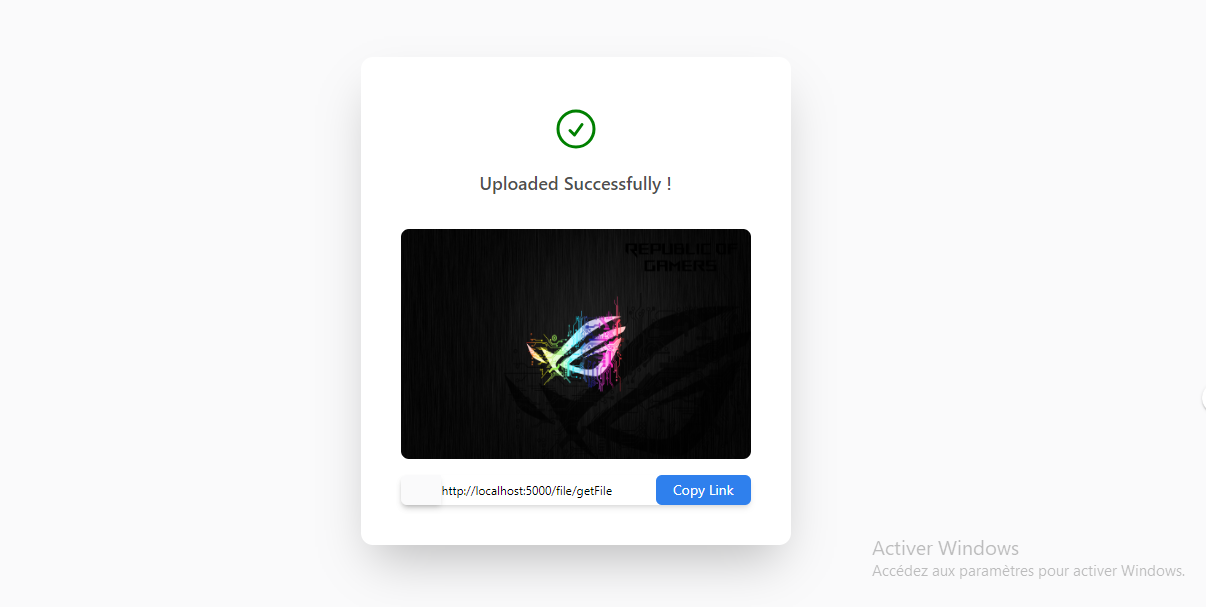 Uploaded Successfully !
REPUBLIC OF
GAMERS
http://localhost:5000/file/getFile
Copy Link
Activer Windows
Accédez aux paramètres pour activer Windows.